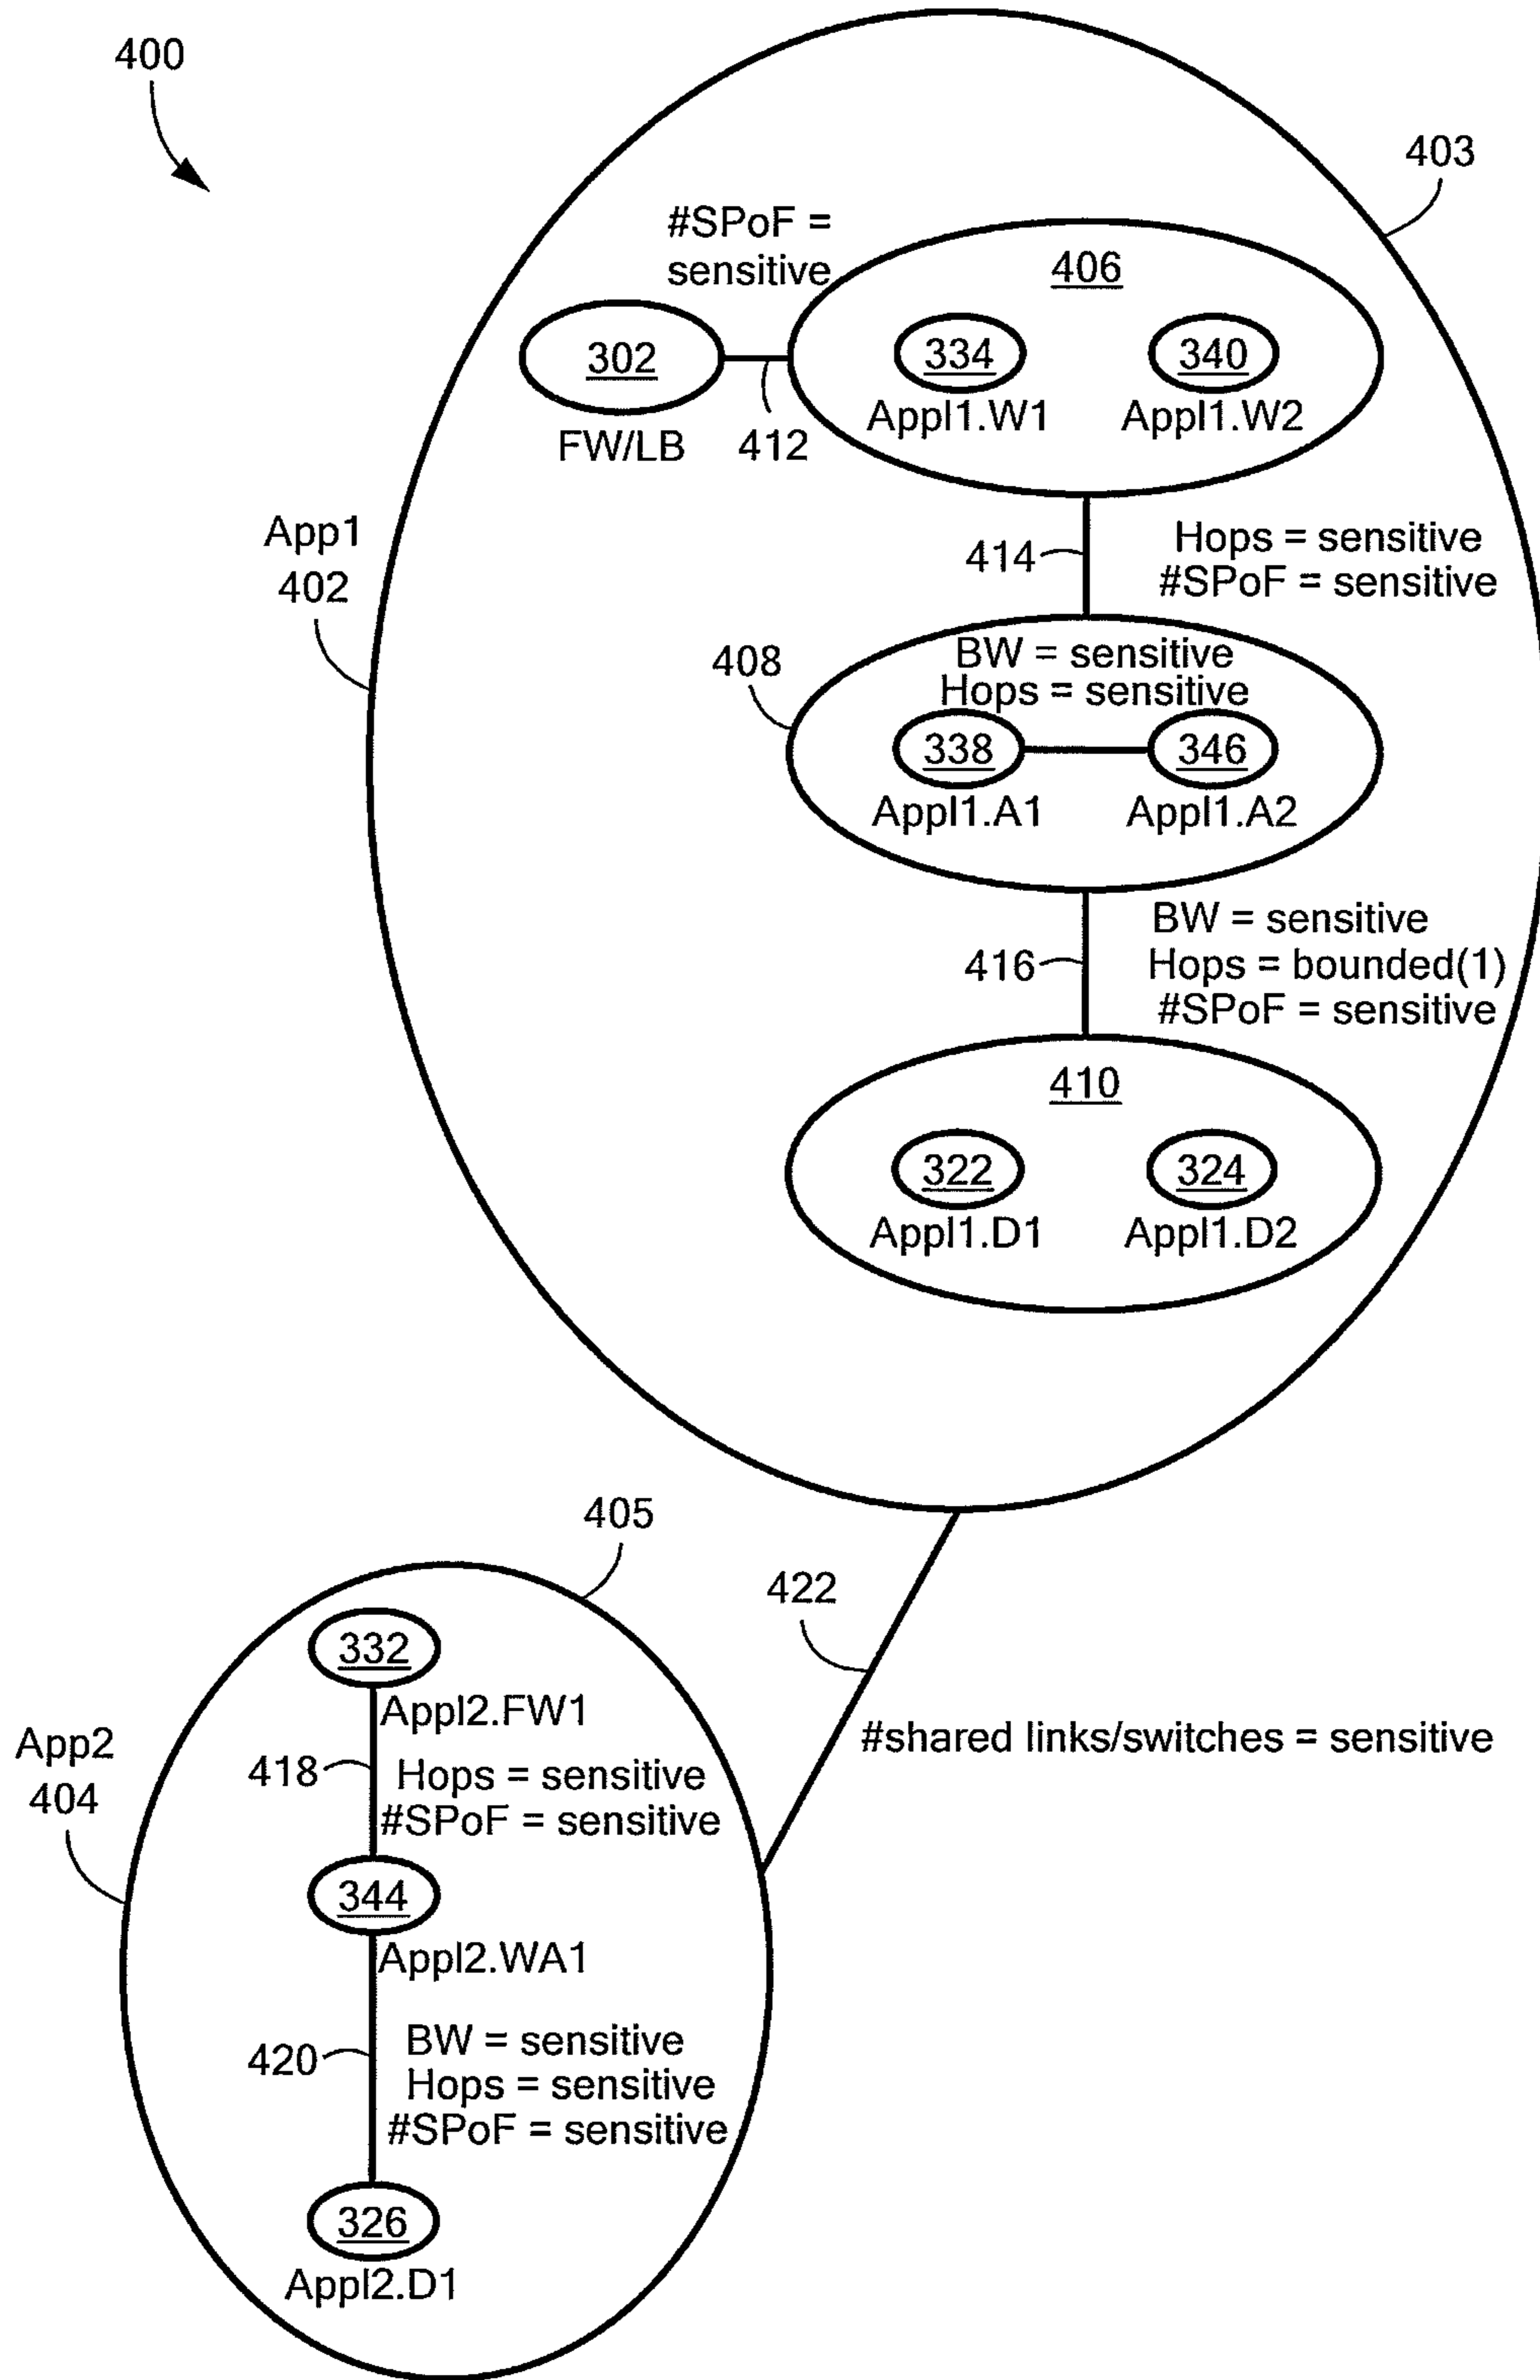 400
403
#SPoF =
sensitive
406
302
334
340
Appl1.W1
Appl1.W2
FW/LB
412
App1
402
414
Hops = sensitive
#SPoF = sensitive
408
BW = sensitive
Hops = sensitive
338
346
Appl1.A1
Appl1.A2
416
BW = sensitive
Hops = bounded(1)
#SPoF = sensitive
410
322
324
Appl1.D1
Appl1.D2
405
422
332
Appl2.FW1
#shared links/switches = sensitive
App2
404
418
Hops = sensitive
#SPoF = sensitive
344
Appl2.WA1
420
BW = sensitive
Hops = sensitive
#SPoF = sensitive
326
Appl2.D1